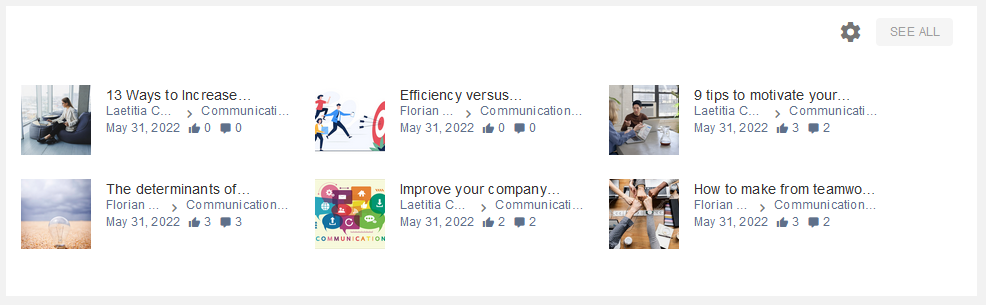 SEE ALL
13 Ways to Increase...
Laetitia C... > Communicati...
May 31, 2022 0 0
Efficiency versus...
Florian ... > Communication...
May 31, 2022 0 0
9 tips to motivate your...
Laetitia C... > Communicati...
May 31, 2022 3 2
The determinants of...
Florian ... > Communication...
May 31, 2022 3 3
COMMUNICATION
Improve your company...
Laetitia C... > Communicati...
May 31, 2022 2 2
How to make from teamwo...
Florian ... > Communication...
May 31, 2022 3 2